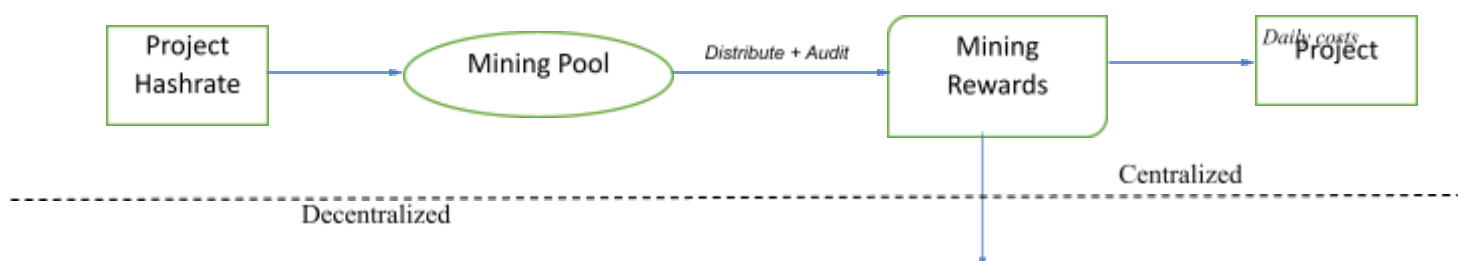 Project
Hashrate
Mining Pool
Distribute + Audit
Mining
Rewards
Daily costs
Project
Centralized
Decentralized